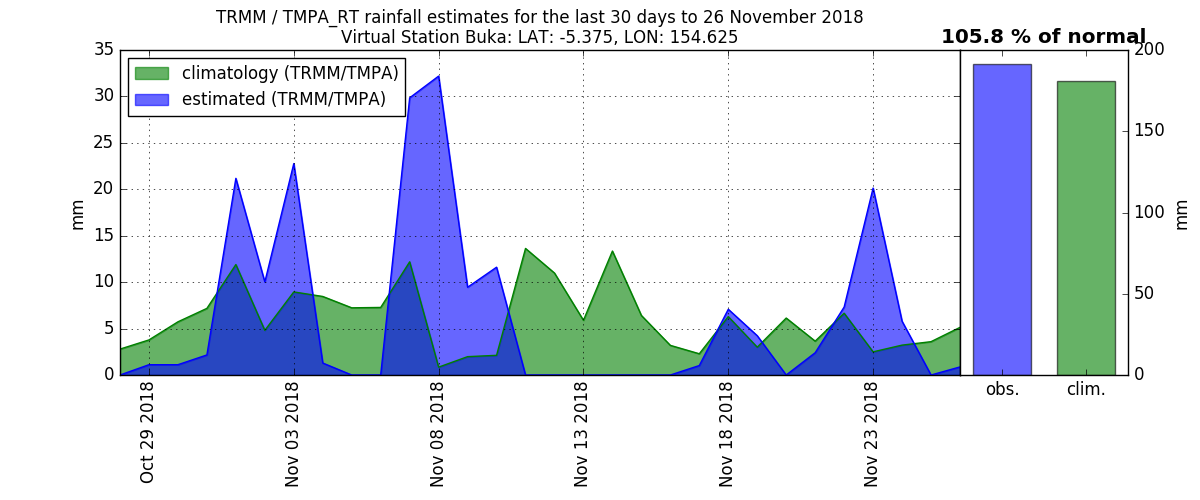 TRMM / TMPA_RT rainfall estimates for the last 30 days to 26 November 2018
Virtual Station Buka: LAT: -5.375, LON: 154.625
105.8 % of normal
climatology (TRMM/TMPA)
estimated (TRMM/TMPA)
35
30
25
20
15
10
5
0
mm
Oct 29 2018
Nov 03 2018
Nov 08 2018
Nov 13 2018
Nov 18 2018
Nov 23 2018
obs.
clim.
200
150
100
50
0
mm